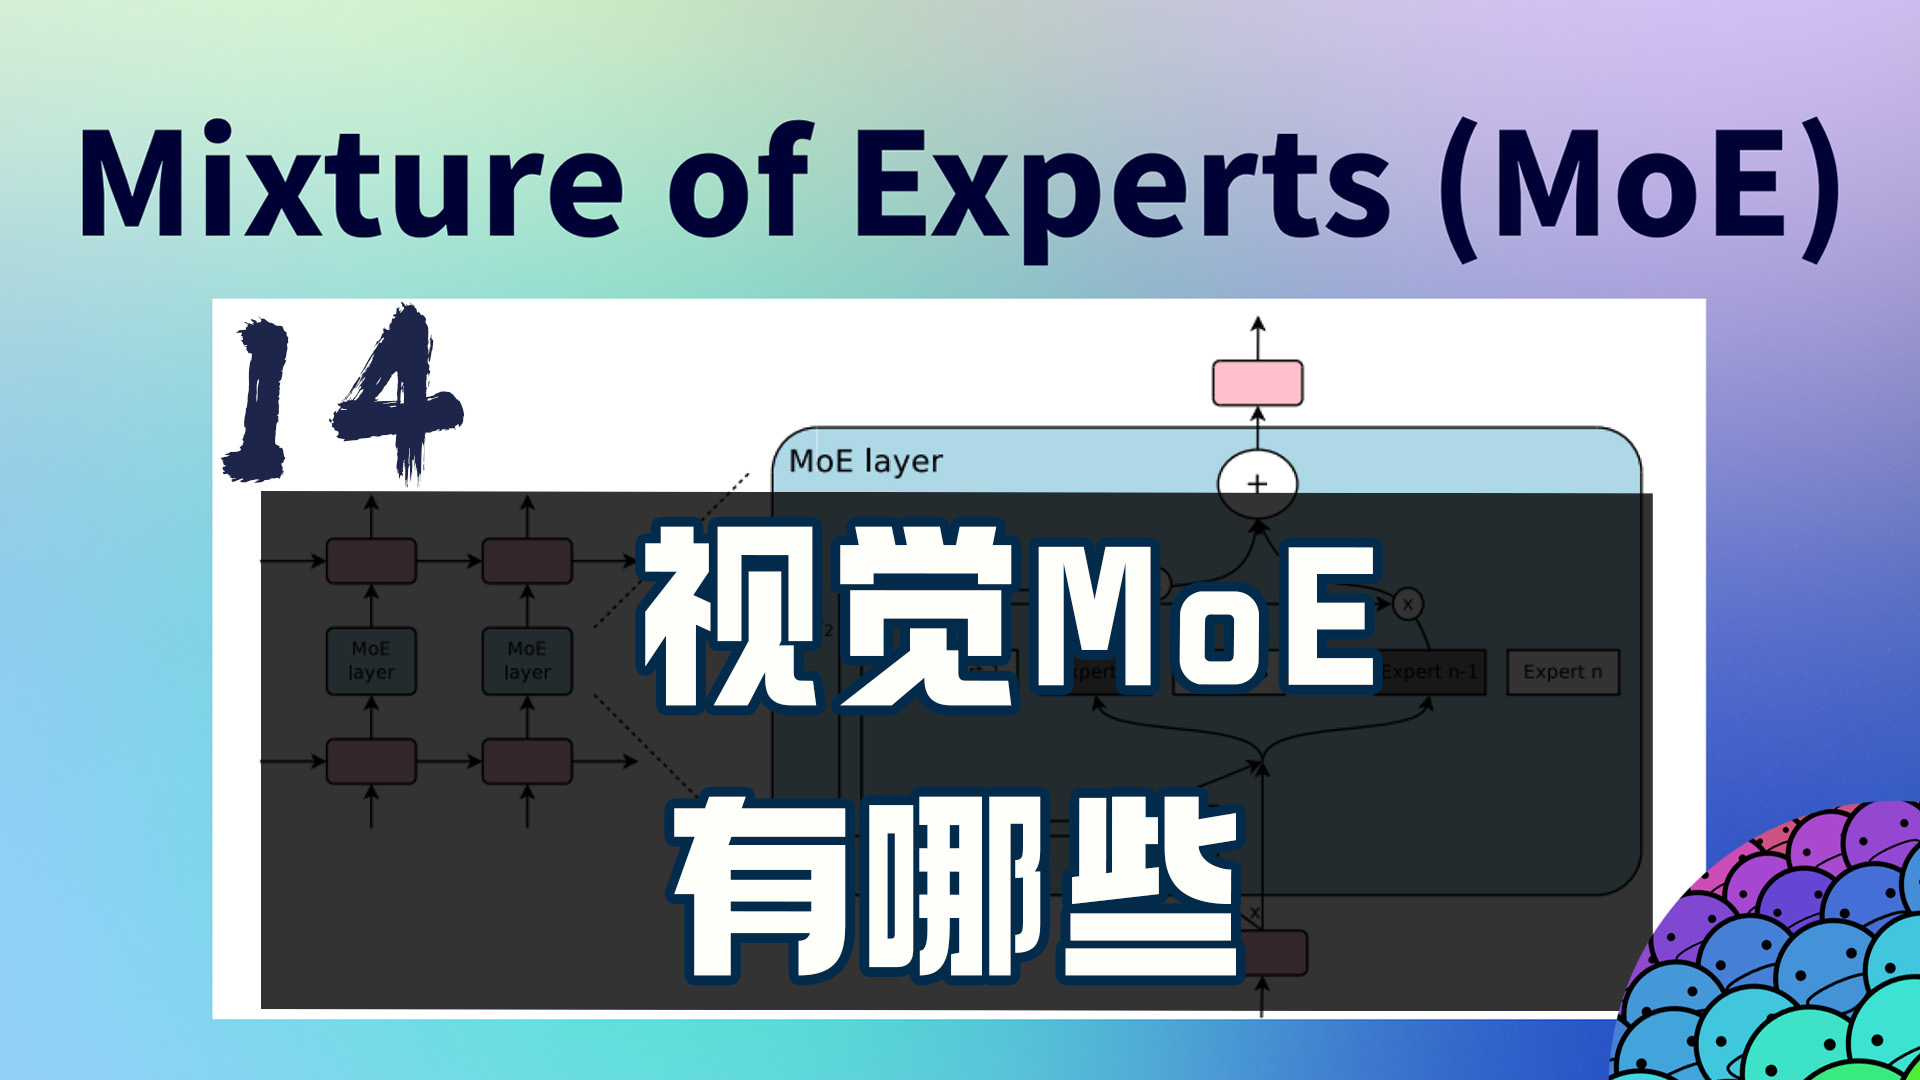 Mixture of Experts (MoE)
14
MoE layer
+
视觉MoE
x
2
MoE
layer
MoE
layer
Expert n-1
Expert n
有哪些
x